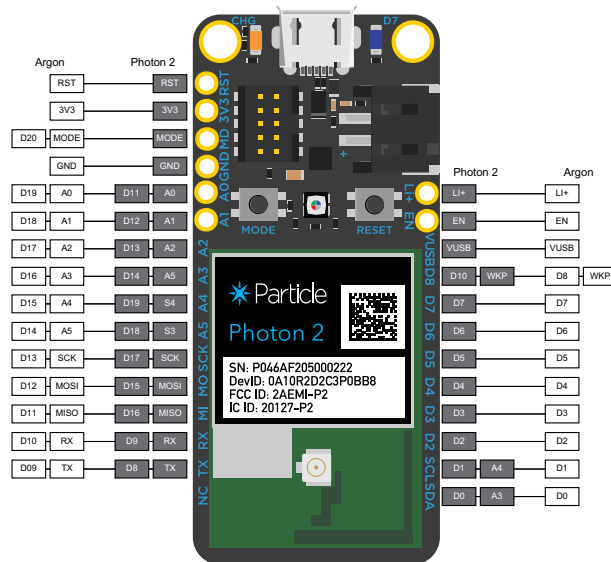 CHG D7
Argon Photon 2
RST RST
3V3 3V3
D20 MODE MODE
GND GND
D19 A0 D11 A0
D18 A1 D12 A1
D17 A2 D13 A2
D16 A3 D14 A5
D15 A4 D19 S4
D14 A5 D18 S3
D13 SCK D17 SCK
D12 MOSI D15 MOSI
D11 MISO D16 MISO
D10 RX D9 RX
D09 TX D8 TX
RST
3V3
MD
GND
A0
A1
A2
A3
A4
A5
SCK
MO
MI
RX
TX
NC
+
MODE RESET
Particle
Photon 2
SN: P046AF205000222
DevID: 0A10R2D2C3P0BB8
FCC ID: 2AEMI-P2
IC ID: 20127-P2
Li+
EN
VUSB
D8
D7
D6
D5
D4
D3
D2
SCL
SDA
Photon 2 Argon
LI+ LI+
EN EN
VUSB VUSB
D10 WKP D8 WKP
D7 D7
D6 D6
D5 D5
D4 D4
D3 D3
D2 D2
D1 A4 D1
D0 A3 D0